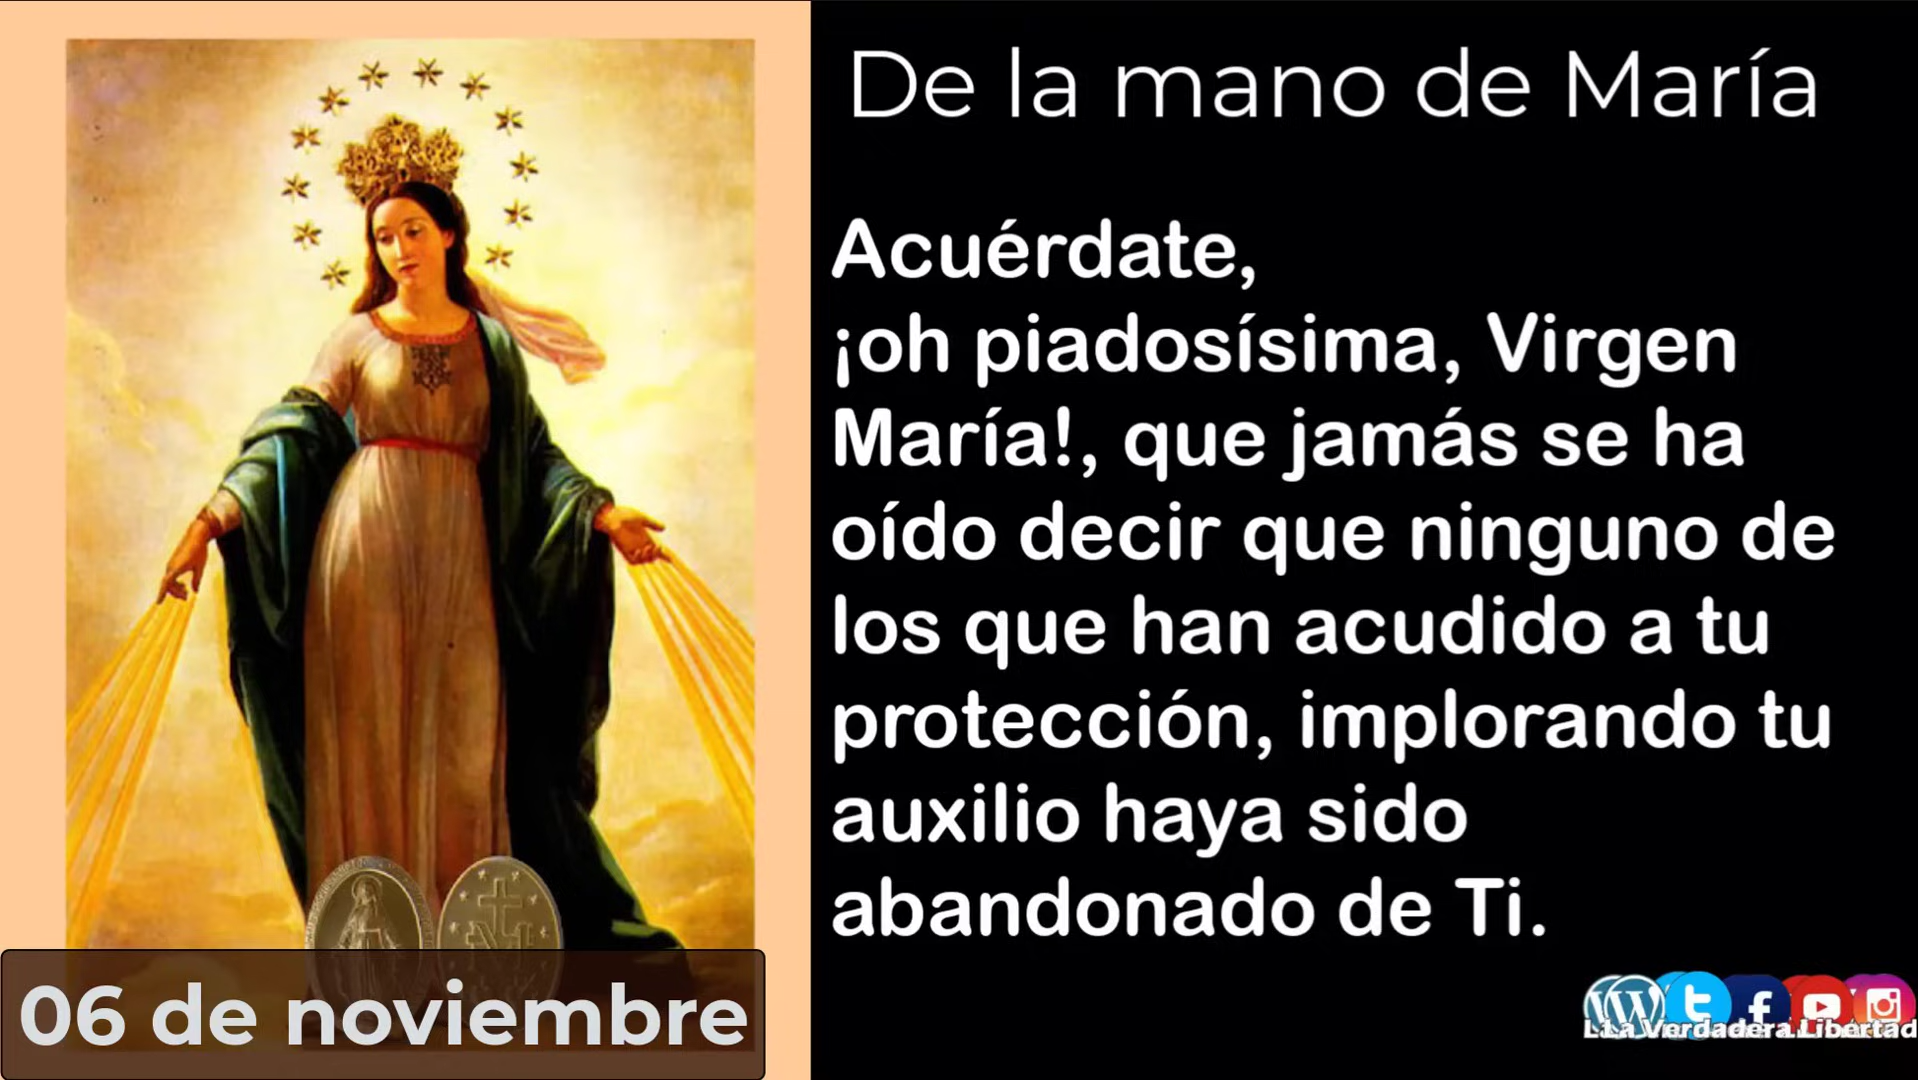 De la mano de María
Acuérdate,
¡oh piadosísima, Virgen
María!, que jamás se ha
oído decir que ninguno de
los que han acudido a tu
protección, implorando tu
auxilio haya sido
abandonado de Ti.
06 de noviembre
La Verdadera Libertad